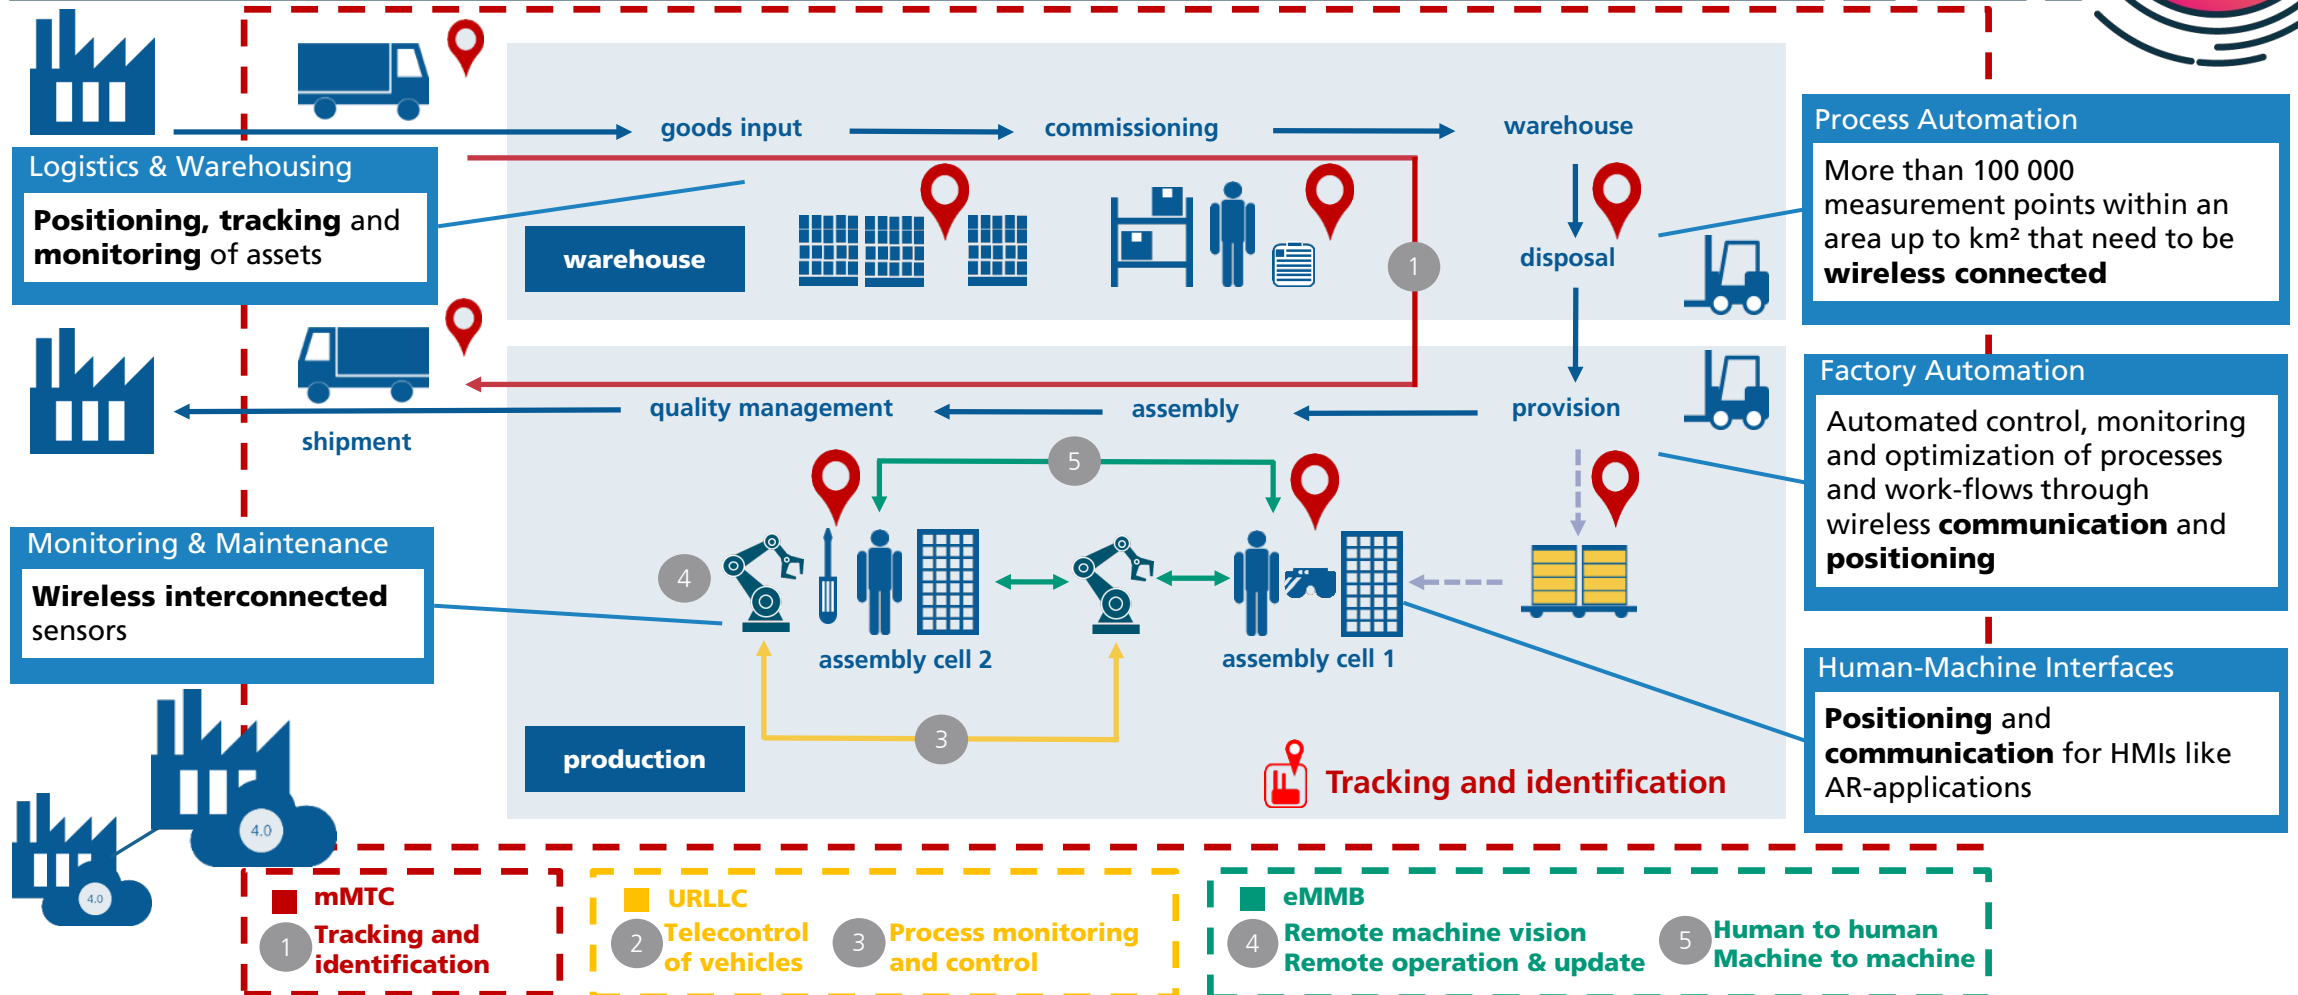 goods input
commissioning
warehouse
Logistics & Warehousing
Positioning, tracking and
monitoring of assets
warehouse
1
disposal
Process Automation
More than 100 000
measurement points within an
area up to km² that need to be
wireless connected
shipment
quality management
assembly
provision
Factory Automation
Automated control, monitoring
and optimization of processes
and work-flows through
wireless communication and
positioning
5
4
Monitoring & Maintenance
Wireless interconnected
sensors
assembly cell 2
assembly cell 1
3
production
Tracking and identification
Human-Machine Interfaces
Positioning and
communication for HMIs like
AR-applications
4.0
4.0
mMTC
1 Tracking and
identification
URLLC
2 Telecontrol
of vehicles
3 Process monitoring
and control
eMMB
4 Remote machine vision
Remote operation & update
5 Human to human
Machine to machine